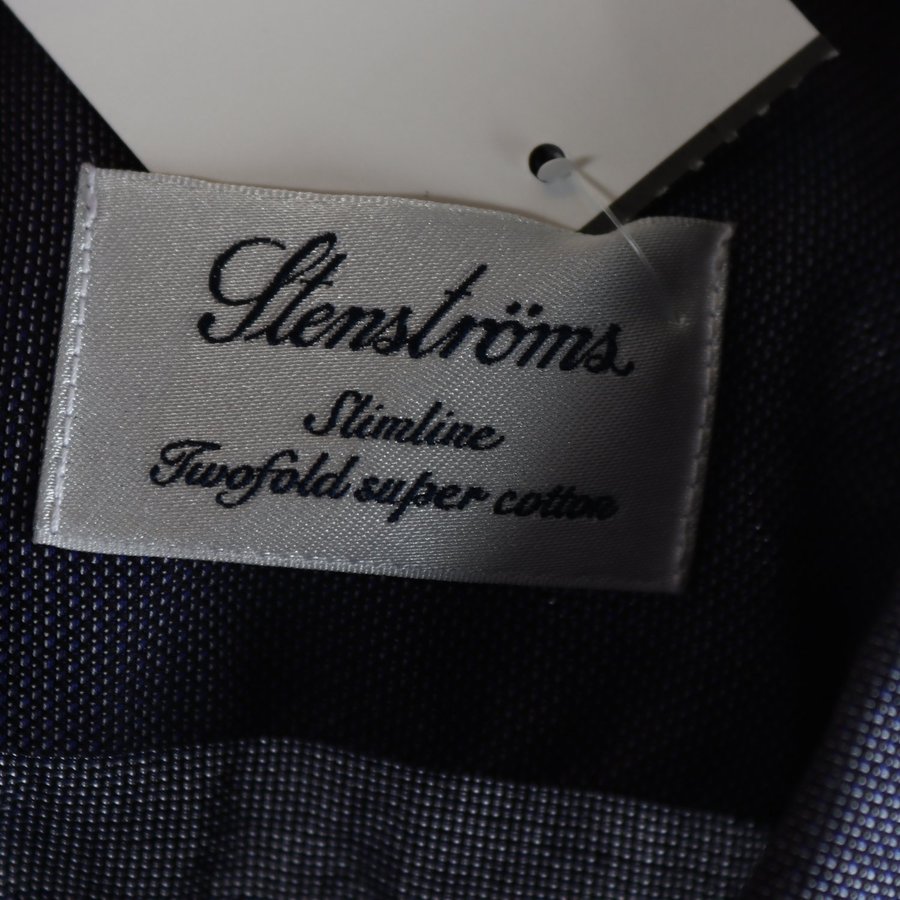 Stenströms
Slimline
Twofold super cotton